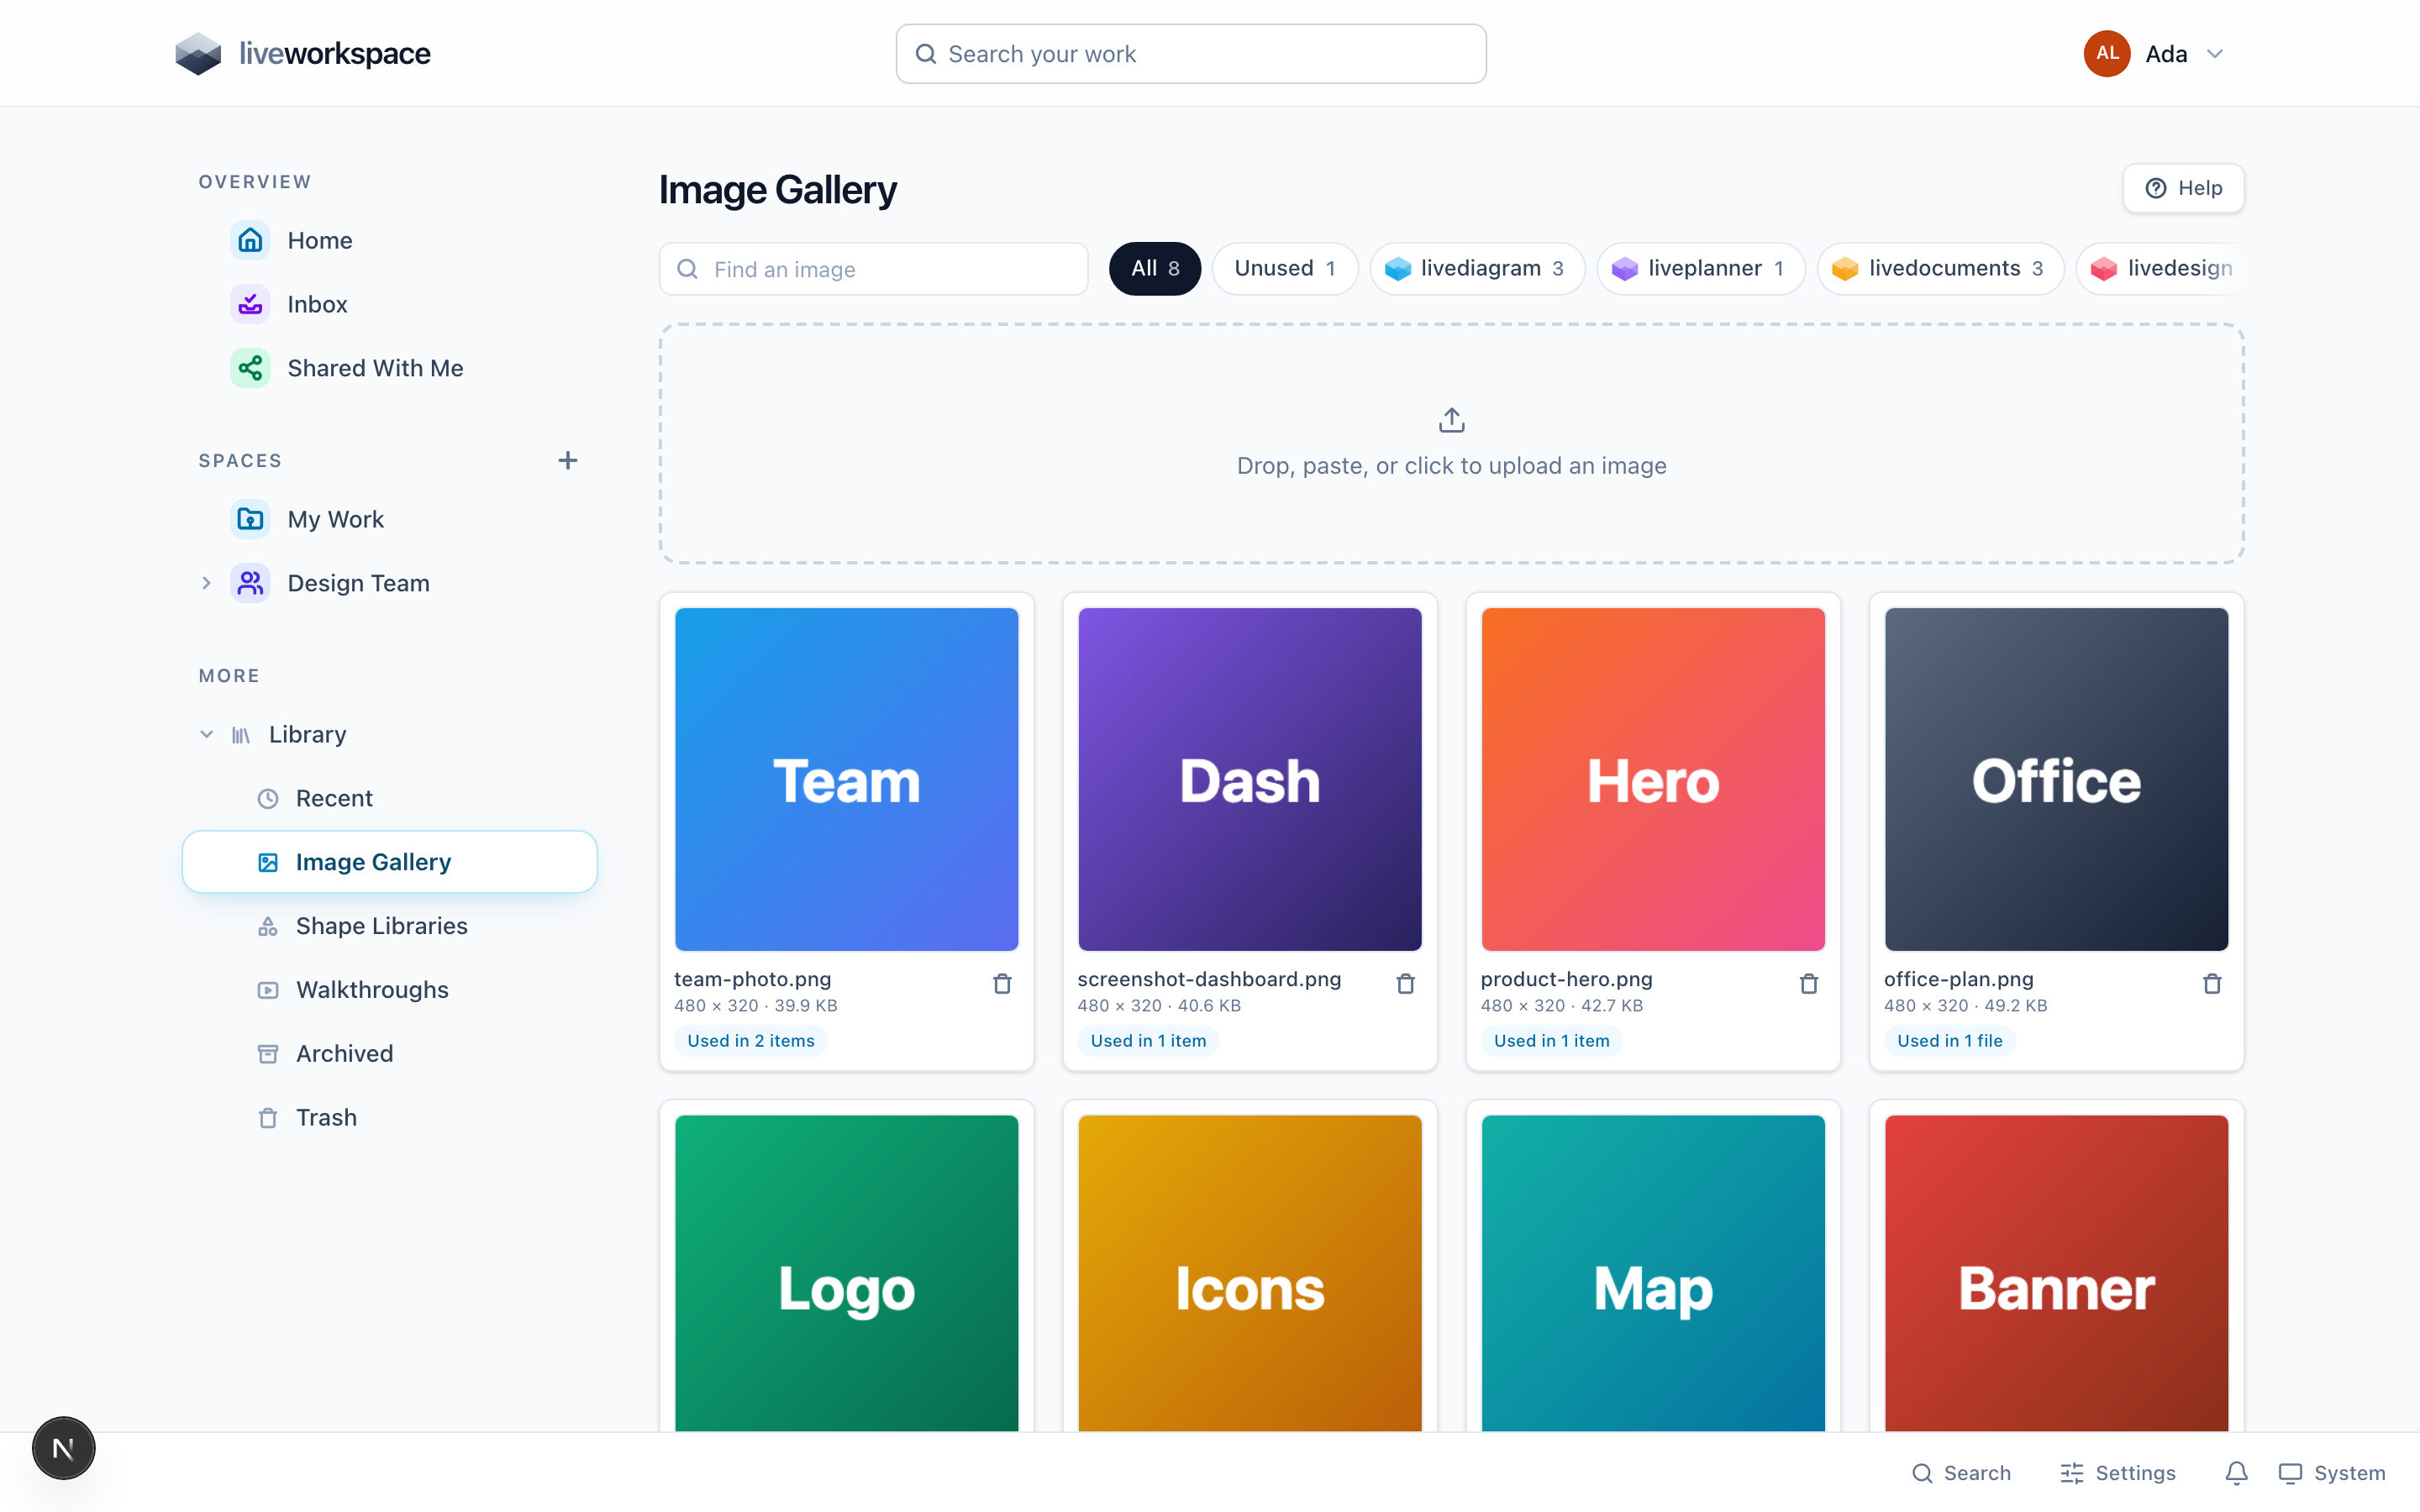 liveworkspace
Search your work
AL Ada
OVERVIEW
Home
Inbox
Shared With Me
SPACES
My Work
Design Team
MORE
Library
Recent
Image Gallery
Shape Libraries
Walkthroughs
Archived
Trash
Image Gallery
Help
Find an image
All 8
Unused 1
livediagram 3
liveplanner 1
livedocuments 3
livedesign
Drop, paste, or click to upload an image
Team
team-photo.png
480 × 320 · 39.9 KB
Used in 2 items
Dash
screenshot-dashboard.png
480 × 320 · 40.6 KB
Used in 1 item
Hero
product-hero.png
480 × 320 · 42.7 KB
Used in 1 item
Office
office-plan.png
480 × 320 · 49.2 KB
Used in 1 file
Logo
Icons
Map
Banner
N
Search
Settings
System